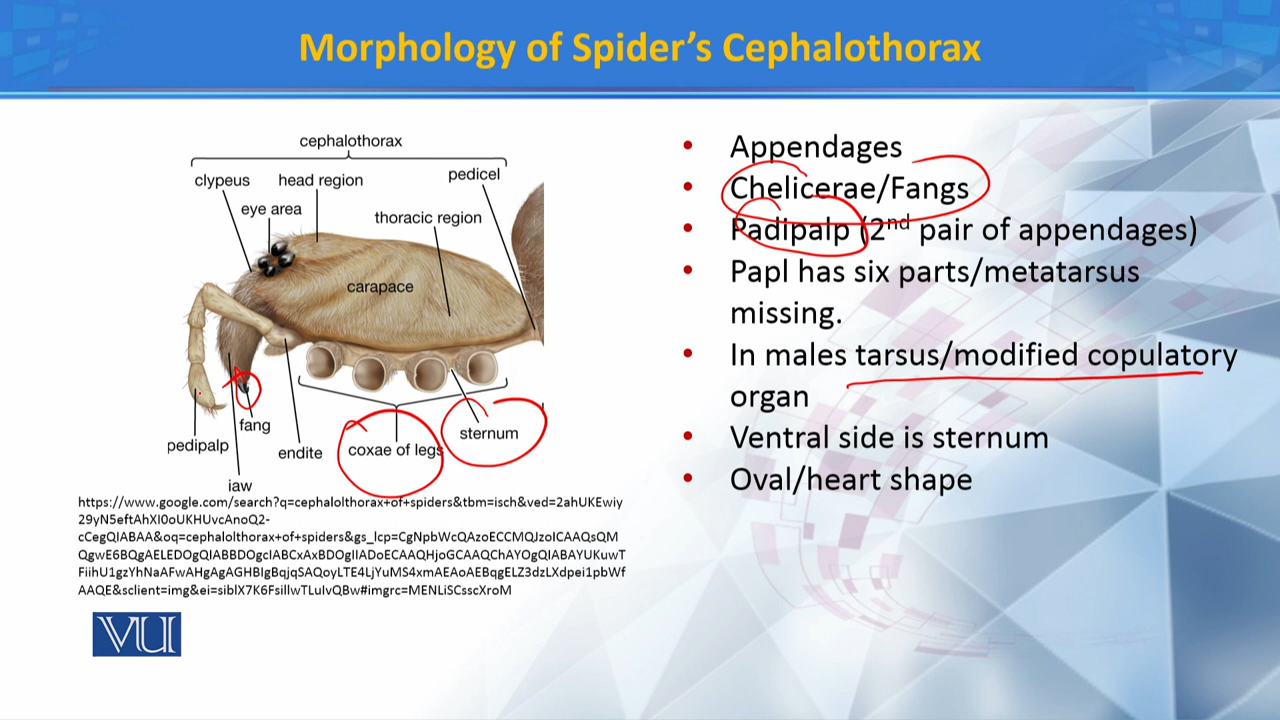 Morphology of Spider's Cephalothorax
cephalothorax
clypeus
head region
pedicel
eye area
thoracic region
carapace
fang
pedipalp
endite
coxae of legs
sternum
jaw
https://www.google.com/search?q=cephalolthorax+of+spiders&tbm=isch&ved=2ahUKEwiy
29yN5eftAhXI0oUKHUvcAnoQ2-
cCegQIABAA&oq=cephalolthorax+of+spiders&gs_lcp=CgNpbWcQAzoECCMQJzoICAAQsQM
QgwE6BQgAELEDOgQIABBDOgcIABCxAxBDOgIIADoECAAQHjoGCAAQChAYOgQIABAYUKuwT
FiihU1gzYhNaAFwAHgAgAGHBIgBqjqSAQoyLTE4LjYuMS4xmAEAoAEBqgELZ3dzLXdpei1pbWf
AAQE&sclient=img&ei=siblX7K6FsillwTLuIvQBw#imgrc=MENLiSCsscXroM
VU
• Appendages
• Chelicerae/Fangs
• Padipalp (2nd pair of appendages)
• Papl has six parts/metatarsus
missing.
• In males tarsus/modified copulatory
organ
• Ventral side is sternum
• Oval/heart shape